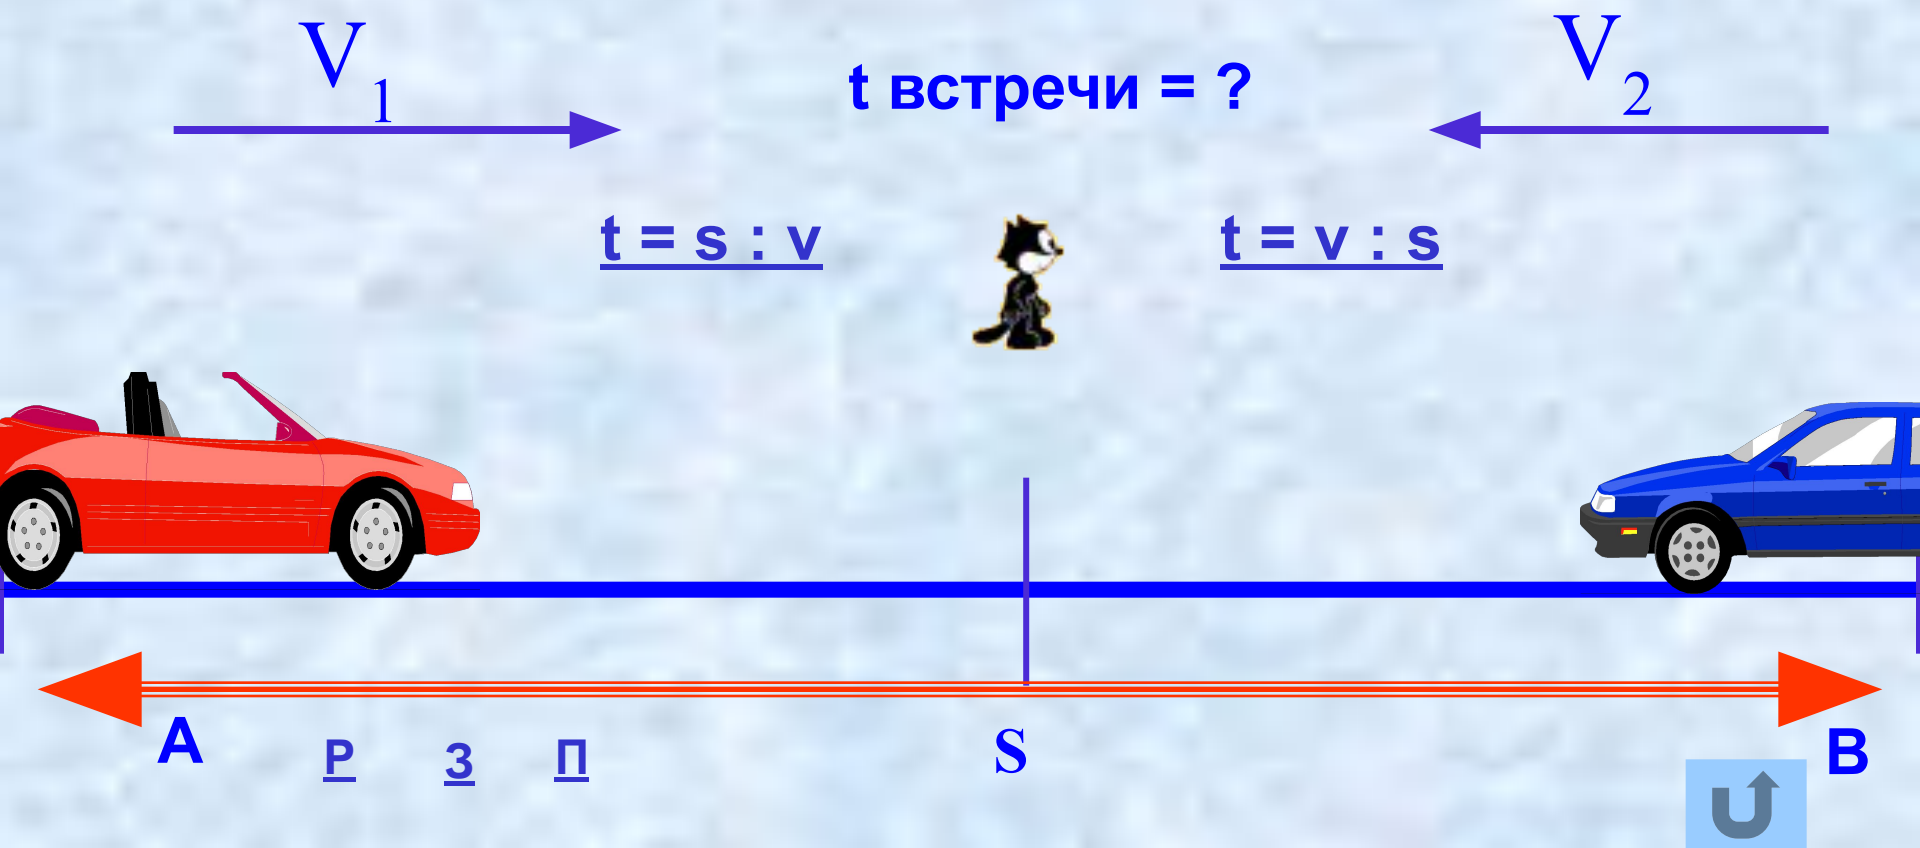 V1
t встречи = ?
V2
t = s : v
t = v : s
А
Р З П
S
В